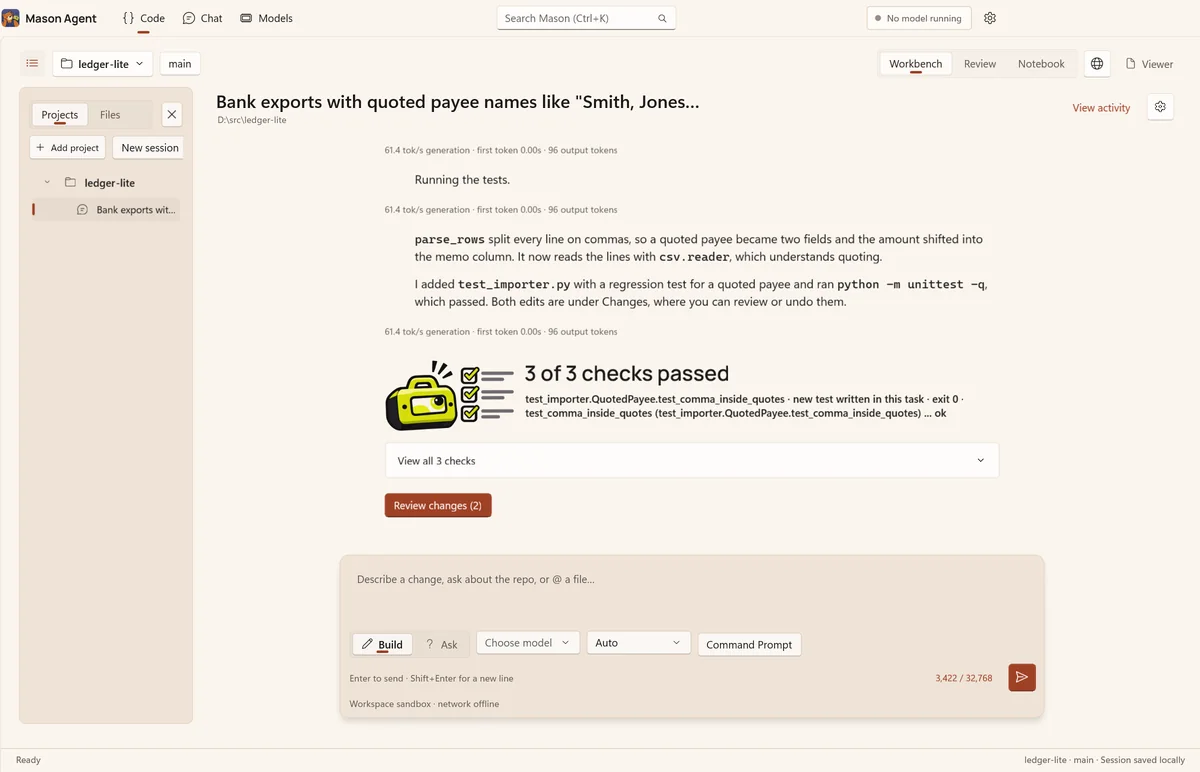 Mason Agent
{} Code
Chat
Models
Search Mason (Ctrl+K)
No model running
ledger-lite
main
Workbench
Review
Notebook
Viewer
Projects
Files
+ Add project
New session
ledger-lite
Bank exports wit...
Bank exports with quoted payee names like "Smith, Jones...
D:\src\ledger-lite
View activity
61.4 tok/s generation · first token 0.00s · 96 output tokens
Running the tests.
61.4 tok/s generation · first token 0.00s · 96 output tokens
parse_rows split every line on commas, so a quoted payee became two fields and the amount shifted into
the memo column. It now reads the lines with csv.reader, which understands quoting.
I added test_importer.py with a regression test for a quoted payee and ran python -m unittest -q,
which passed. Both edits are under Changes, where you can review or undo them.
61.4 tok/s generation · first token 0.00s · 96 output tokens
3 of 3 checks passed
test_importer.QuotedPayee.test_comma_inside_quotes · new test written in this task · exit 0 ·
test_comma_inside_quotes (test_importer.QuotedPayee.test_comma_inside_quotes) ... ok
View all 3 checks
Review changes (2)
Describe a change, ask about the repo, or @ a file...
Build
? Ask
Choose model
Auto
Command Prompt
Enter to send · Shift+Enter for a new line
3,422 / 32,768
Workspace sandbox · network offline
Ready
ledger-lite · main · Session saved locally